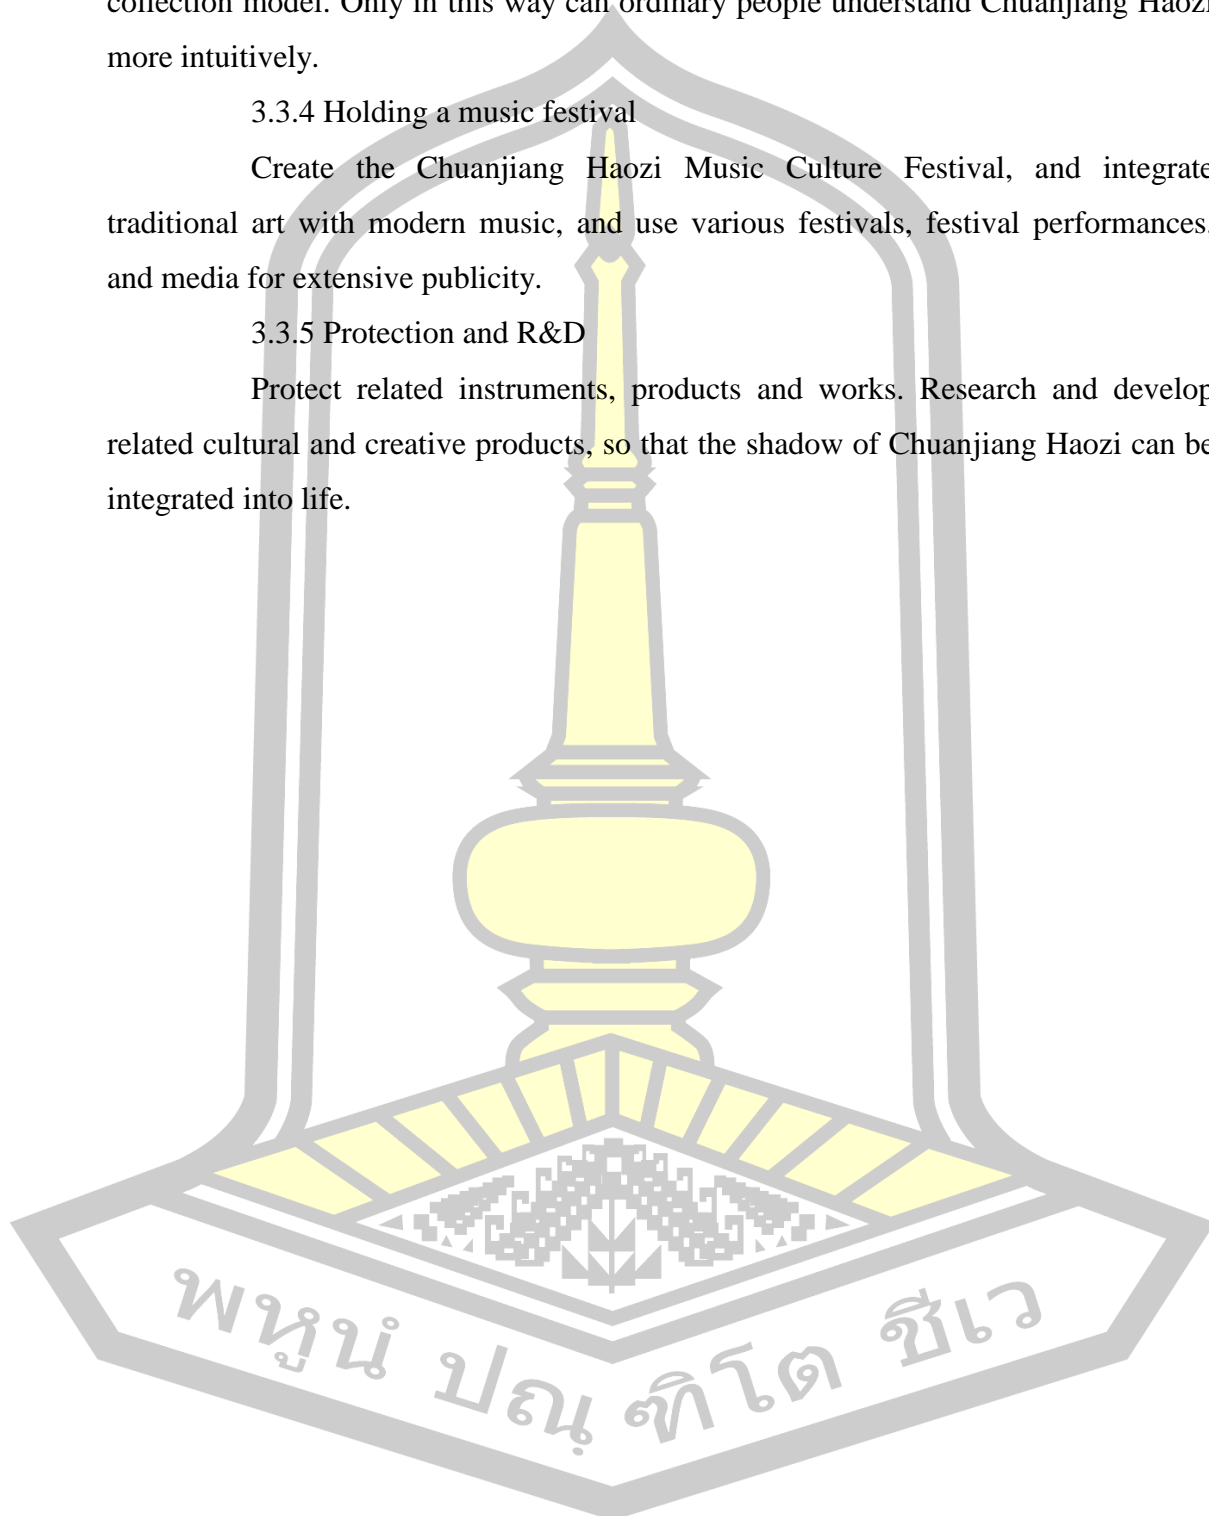 collection model. Only in this way can ordinary people understand Chuanjiang Haozi
more intuitively.
3.3.4 Holding a music festival
Create the Chuanjiang Haozi Music Culture Festival, and integrate
traditional art with modern music, and use various festivals, festival performances,
and media for extensive publicity.
3.3.5 Protection and R&D
Protect related instruments, products and works. Research and develop
related cultural and creative products, so that the shadow of Chuanjiang Haozi can be
integrated into life.
พหูนํ ปณฺฑิโต ชีเว